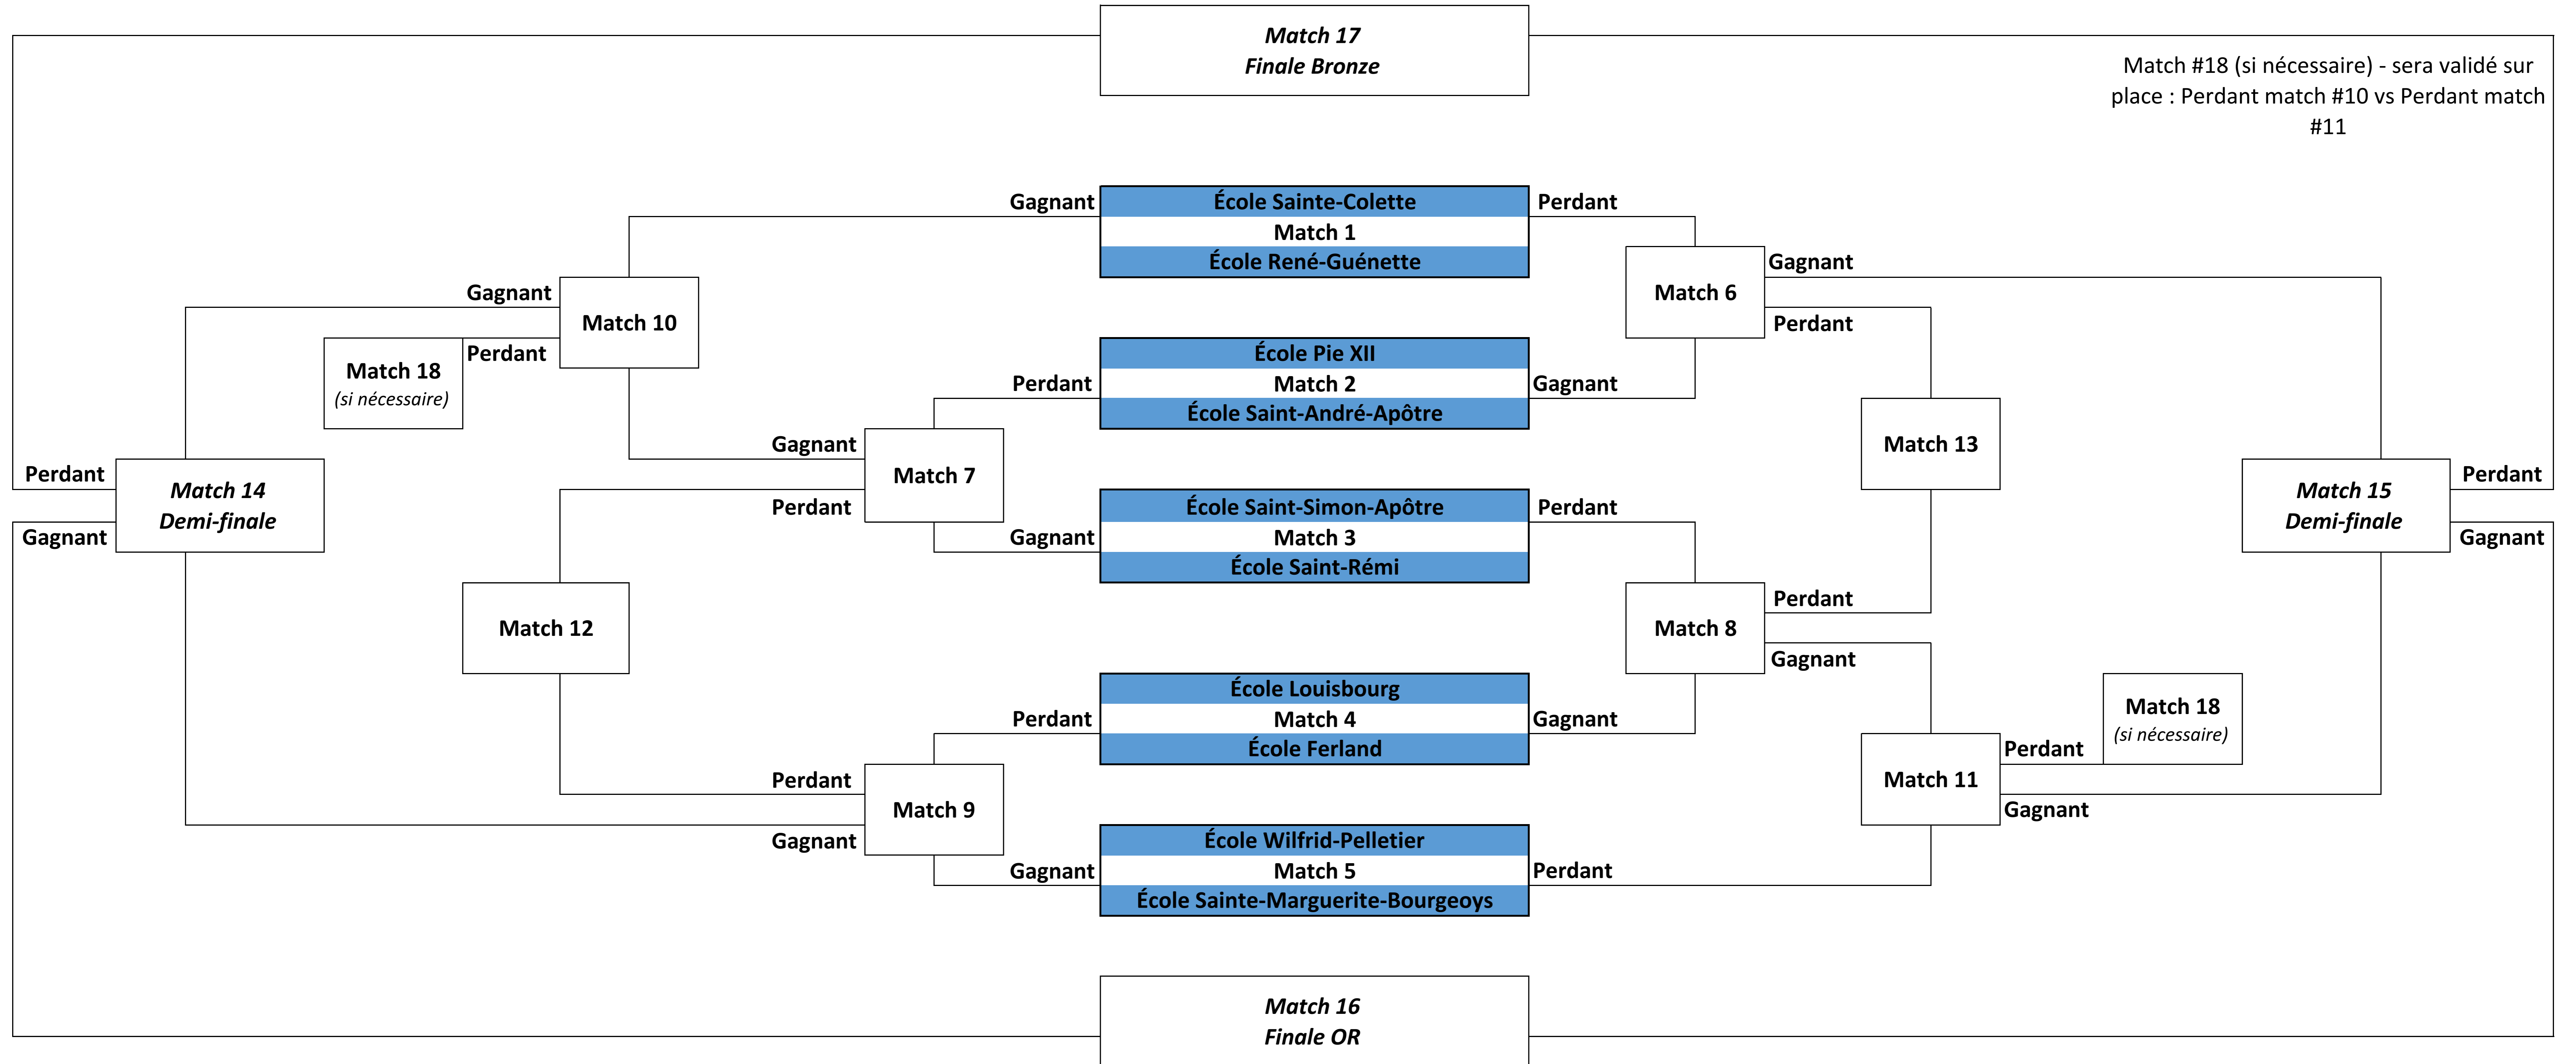 Match 17
Finale Bronze
Match #18 (si nécessaire) - sera validé sur
place : Perdant match #10 vs Perdant match
#11
Gagnant
École Sainte-Colette
Perdant
Match 1
École René-Guénette
Gagnant
Gagnant
Match 6
Match 10
Perdant
Perdant
Match 18
(si nécessaire)
École Pie XII
Perdant
Match 2
Gagnant
École Saint-André-Apôtre
Gagnant
Match 7
Match 13
Perdant
Perdant
Match 14
Demi-finale
Gagnant
Perdant
École Saint-Simon-Apôtre
Perdant
Gagnant
Match 3
École Saint-Rémi
Match 15
Demi-finale
Perdant
Gagnant
Match 12
Match 8
Perdant
Gagnant
École Louisbourg
Perdant
Match 4
Gagnant
École Ferland
Match 18
(si nécessaire)
Perdant
Match 11
Gagnant
Perdant
Match 9
Gagnant
École Wilfrid-Pelletier
Gagnant
Match 5
Perdant
École Sainte-Marguerite-Bourgeoys
Match 16
Finale OR